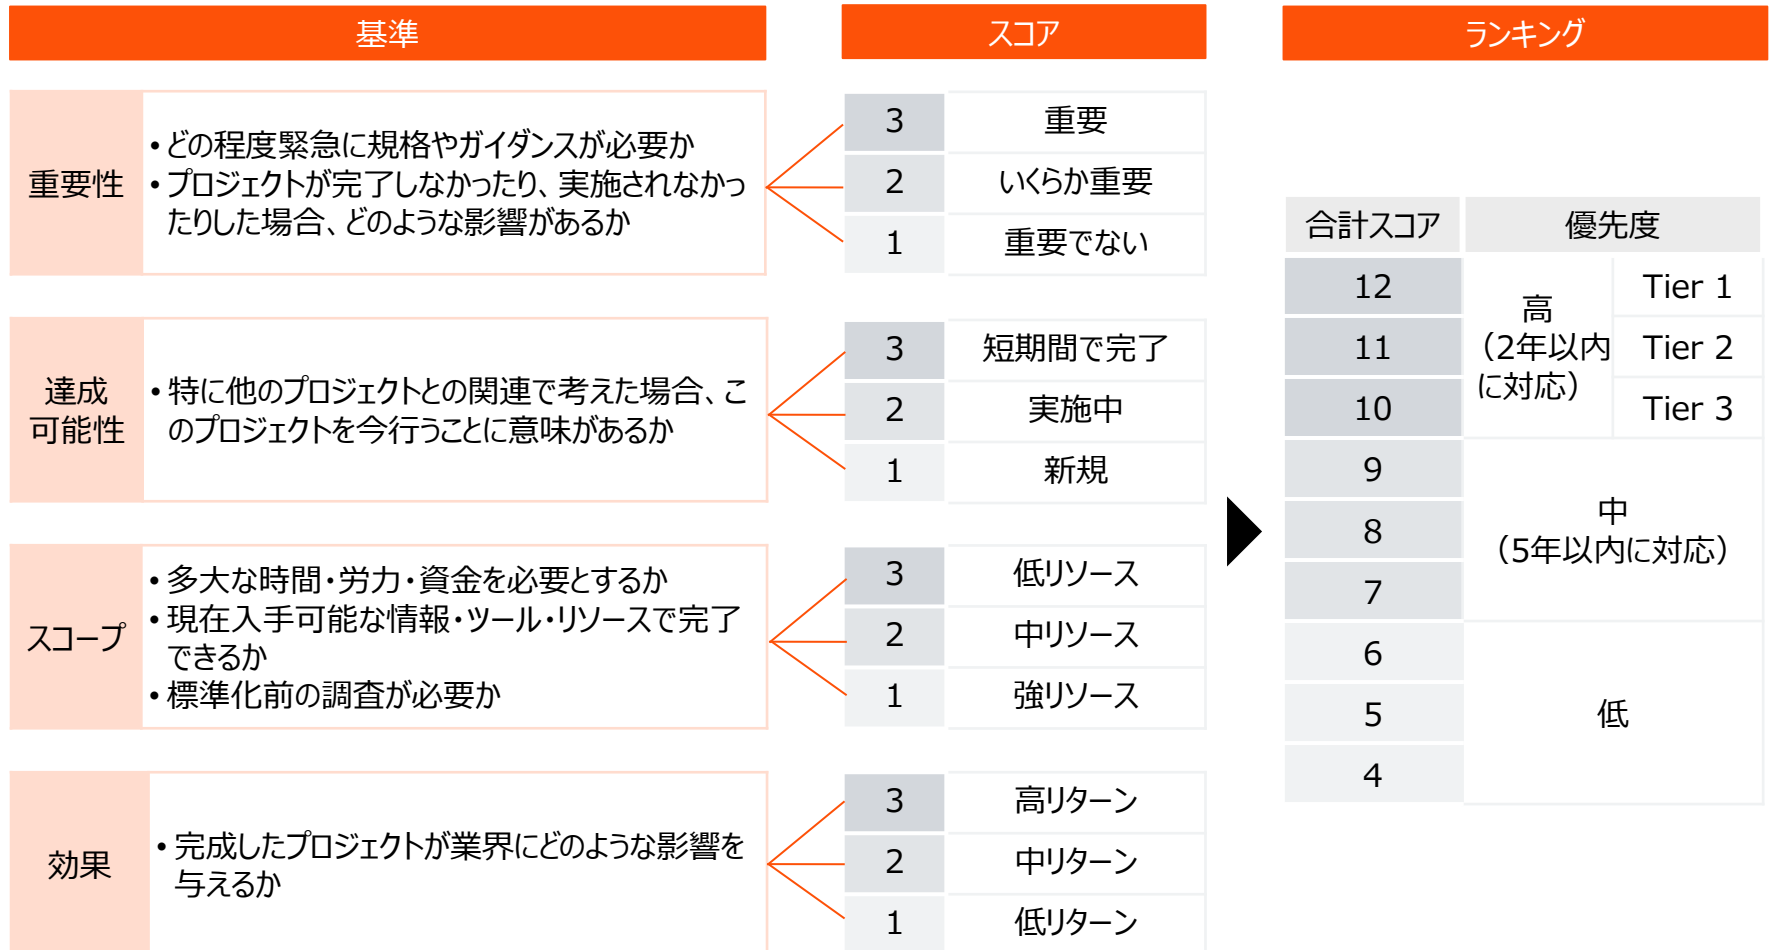 基準
スコア
ランキング
重要性
• どの程度緊急に規格やガイダンスが必要か
• プロジェクトが完了しなかったり、実施されなかっ
たりした場合、どのような影響があるか
3 重要
2 いくらか重要
1 重要でない
達成
可能性
• 特に他のプロジェクトとの関連で考えた場合、こ
のプロジェクトを今行うことに意味があるか
3 短期間で完了
2 実施中
1 新規
スコープ
• 多大な時間・労力・資金を必要とするか
• 現在入手可能な情報・ツール・リソースで完了
できるか
• 標準化前の調査が必要か
3 低リソース
2 中リソース
1 強リソース
効果
• 完成したプロジェクトが業界にどのような影響を
与えるか
3 高リターン
2 中リターン
1 低リターン
合計スコア 優先度
12
11
10
9
8
7
6
5
4
高
（2年以内
に対応）
Tier 1
Tier 2
Tier 3
中
（5年以内に対応）
低